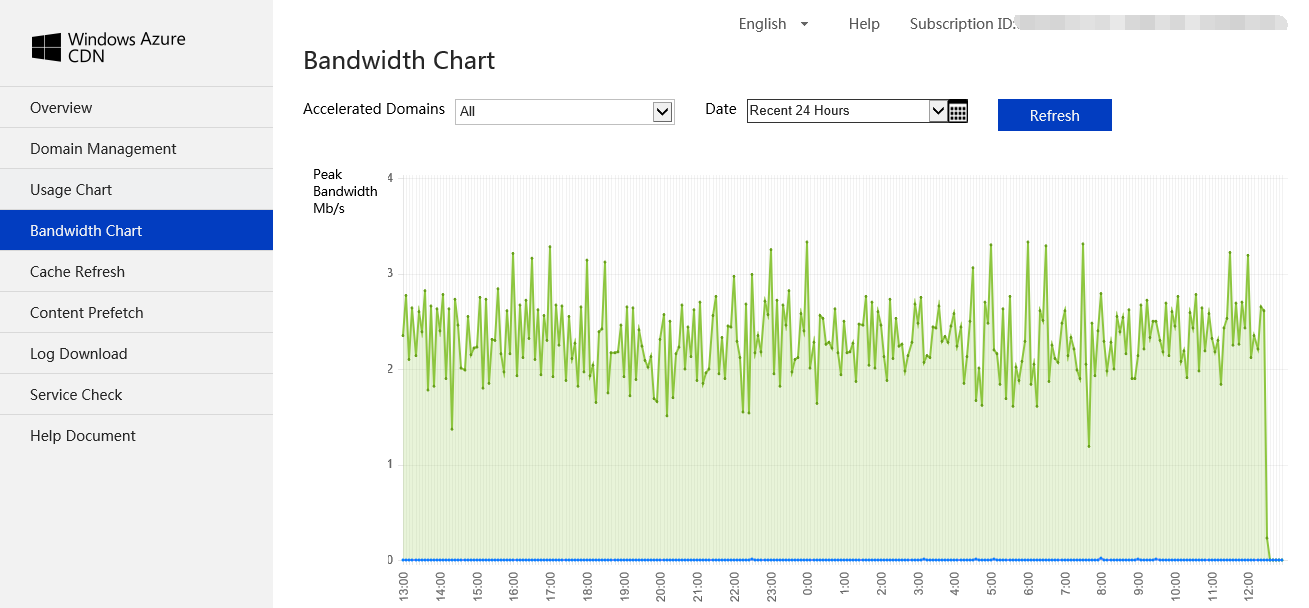 Windows Azure
CDN
English
Help
Subscription ID:
Bandwidth Chart
Accelerated Domains
All
Date
Recent 24 Hours
Refresh
Overview
Domain Management
Usage Chart
Bandwidth Chart
Cache Refresh
Content Prefetch
Log Download
Service Check
Help Document
Peak
Bandwidth
Mb/s
4
3
2
1
0
13:00 14:00 15:00 16:00 17:00 18:00 19:00 20:00 21:00 22:00 23:00 0:00 1:00 2:00 3:00 4:00 5:00 6:00 7:00 8:00 9:00 10:00 11:00 12:00